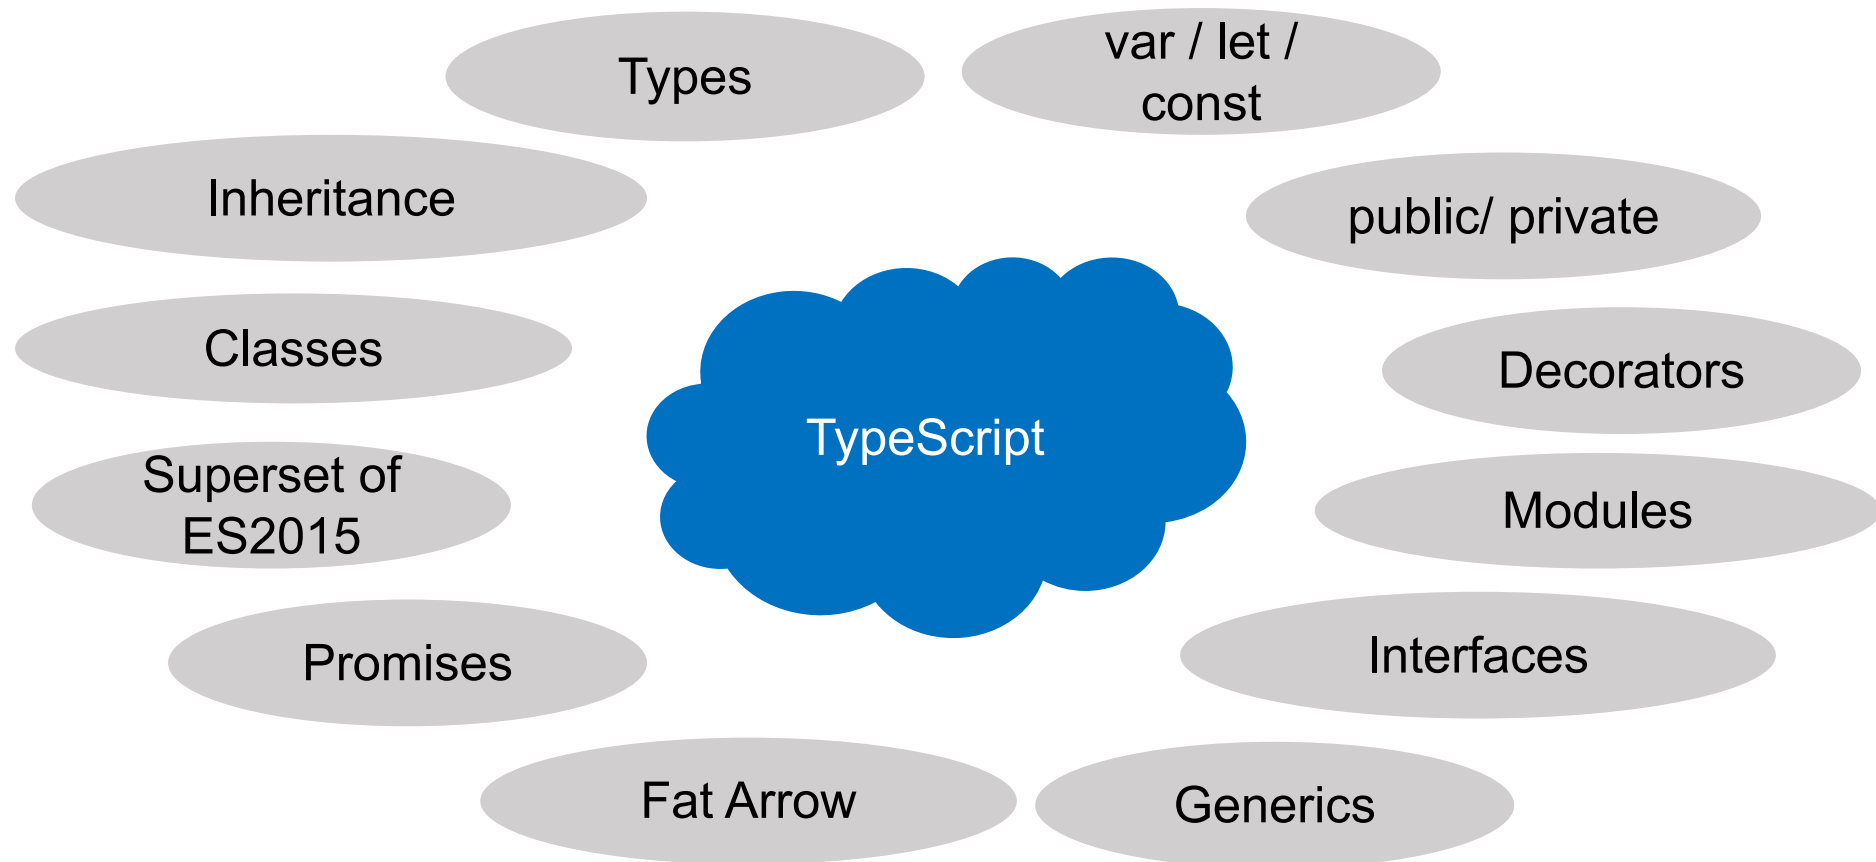 Types
var / let /
const
Inheritance
public/ private
Classes
Decorators
TypeScript
Superset of
ES2015
Modules
Promises
Interfaces
Fat Arrow
Generics